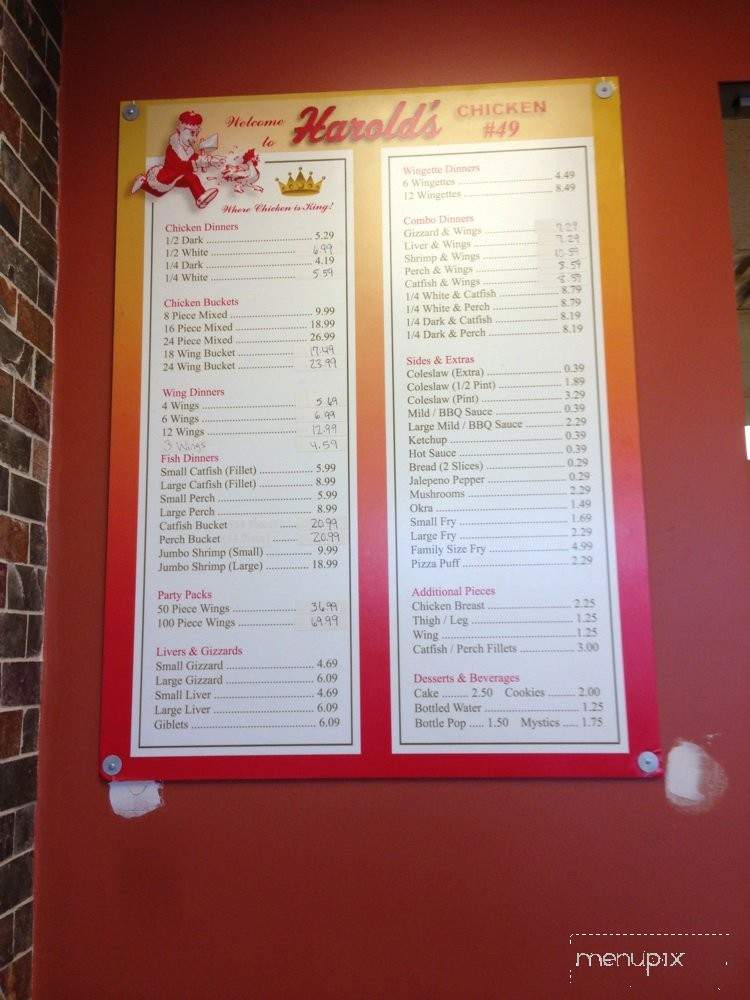 Welcome to Harold's CHICKEN #49
Where Chicken is King!
Chicken Dinners
1/2 Dark 5.29
1/2 White 6.99
1/4 Dark 4.19
1/4 White 5.59
Chicken Buckets
8 Piece Mixed 9.99
16 Piece Mixed 18.99
24 Piece Mixed 26.99
18 Wing Bucket 17.49
24 Wing Bucket 23.99
Wing Dinners
4 Wings 5.69
6 Wings 6.99
12 Wings 12.99
3 Wings 4.59
Fish Dinners
Small Catfish (Fillet) 5.99
Large Catfish (Fillet) 8.99
Small Perch 5.99
Large Perch 8.99
Catfish Bucket 20.99
Perch Bucket 20.99
Jumbo Shrimp (Small) 9.99
Jumbo Shrimp (Large) 18.99
Party Packs
50 Piece Wings 36.99
100 Piece Wings 69.99
Livers & Gizzards
Small Gizzard 4.69
Large Gizzard 6.09
Small Liver 4.69
Large Liver 6.09
Giblets 6.09
Wingette Dinners
6 Wingettes 4.49
12 Wingettes 8.49
Combo Dinners
Gizzard & Wings 7.29
Liver & Wings 7.29
Shrimp & Wings 10.59
Perch & Wings 8.59
Catfish & Wings 8.59
1/4 White & Catfish 8.79
1/4 White & Perch 8.79
1/4 Dark & Catfish 8.19
1/4 Dark & Perch 8.19
Sides & Extras
Coleslaw (Extra) 0.39
Coleslaw (1/2 Pint) 1.89
Coleslaw (Pint) 3.29
Mild / BBQ Sauce 0.39
Large Mild / BBQ Sauce 2.29
Ketchup 0.39
Hot Sauce 0.39
Bread (2 Slices) 0.29
Jalepeno Pepper 0.29
Mushrooms 2.29
Okra 1.49
Small Fry 1.69
Large Fry 2.29
Family Size Fry 4.99
Pizza Puff 2.29
Additional Pieces
Chicken Breast 2.25
Thigh / Leg 1.25
Wing 1.25
Catfish / Perch Fillets 3.00
Desserts & Beverages
Cake 2.50 Cookies 2.00
Bottled Water 1.25
Bottle Pop 1.50 Mystics 1.75
menupix